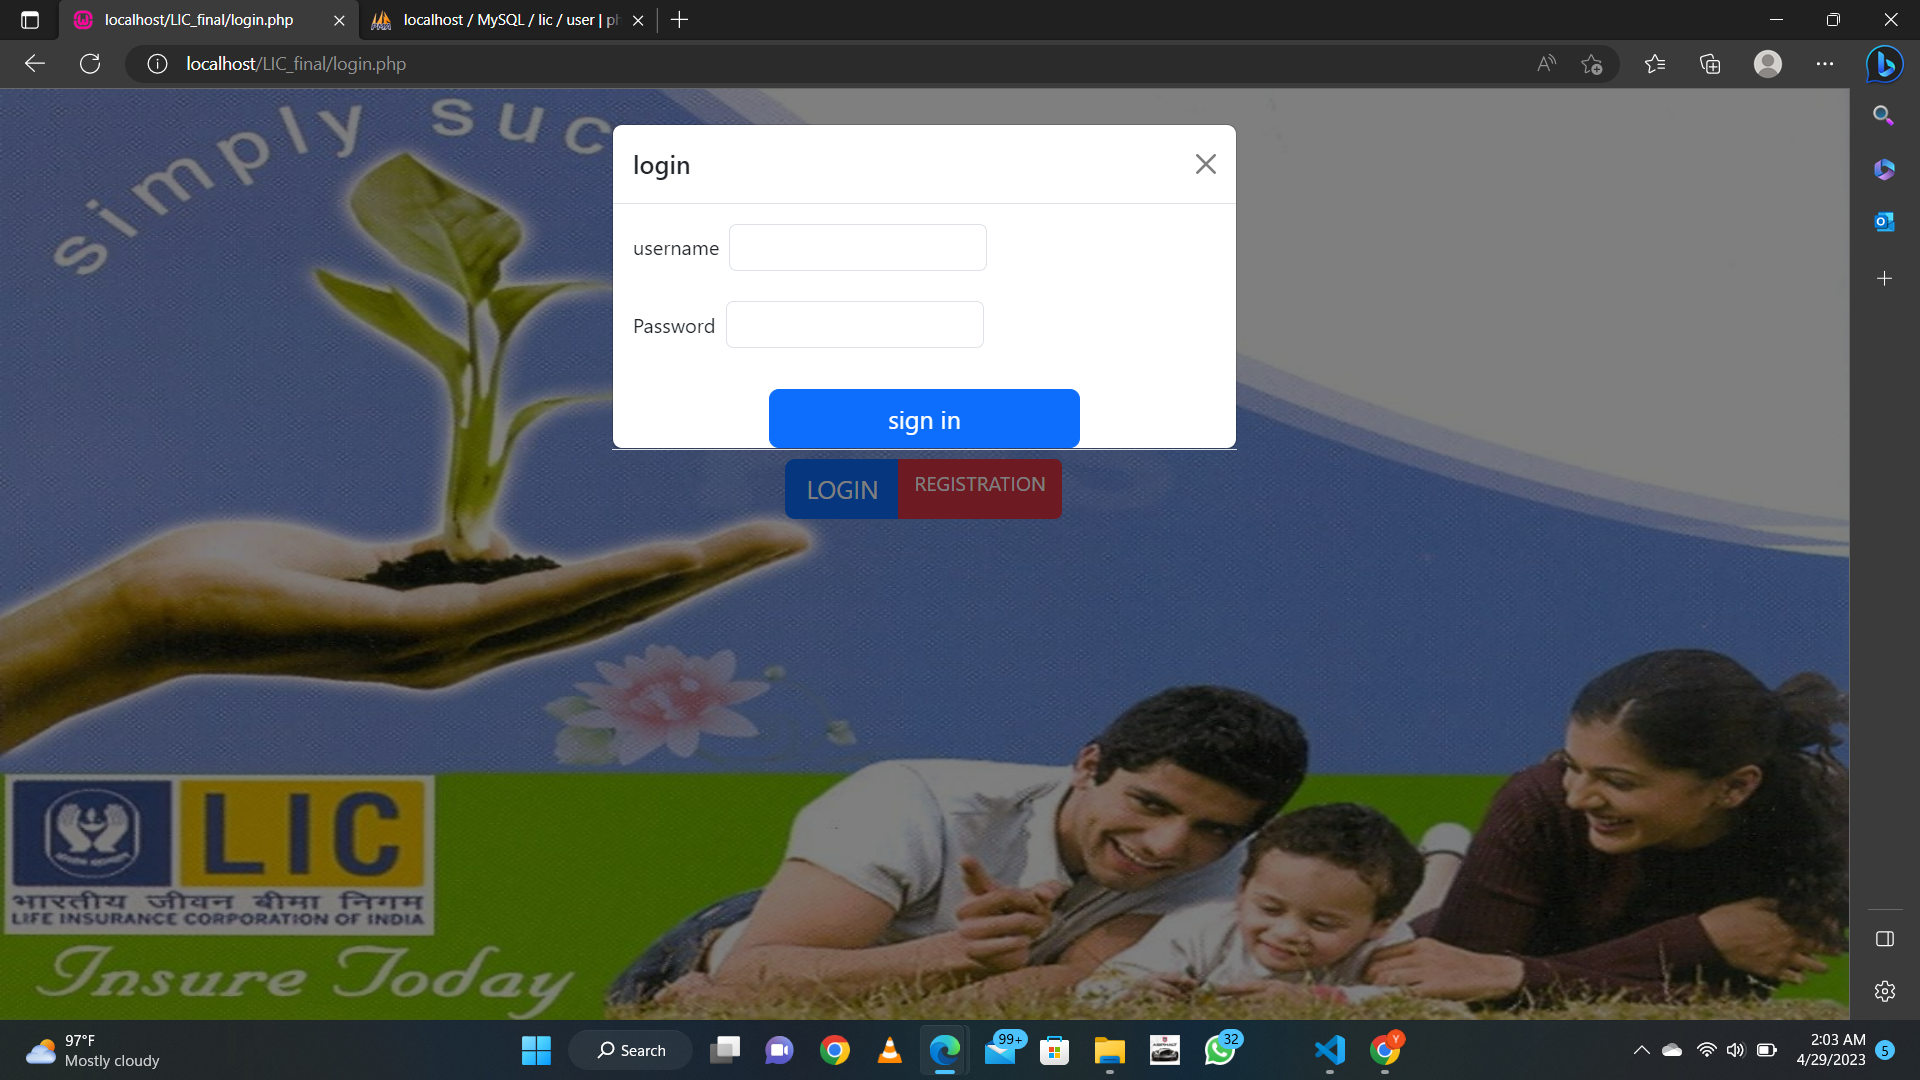 localhost/LIC_final/login.php
localhost / MySQL / lic / user | ph
localhost/LIC_final/login.php
simply suc
login
username
Password
sign in
LOGIN
REGISTRATION
LIC
भारतीय जीवन बीमा निगम
LIFE INSURANCE CORPORATION OF INDIA
Insure Today
97°F
Mostly cloudy
Search
99+
32
Y
2:03 AM
4/29/2023
5